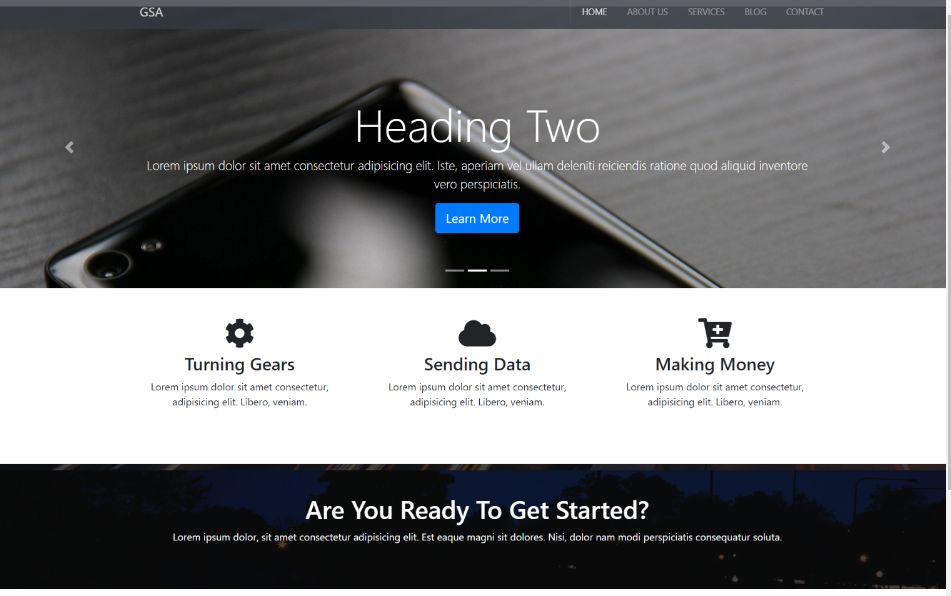 GSA
HOME ABOUT US SERVICES BLOG CONTACT
Heading Two
Lorem ipsum dolor sit amet consectetur adipisicing elit. Iste, aperiam vel ullam deleniti reiciendis ratione quod aliquid inventore
vero perspiciatis.
Learn More
Turning Gears
Lorem ipsum dolor sit amet consectetur,
adipisicing elit. Libero, veniam.
Sending Data
Lorem ipsum dolor sit amet consectetur,
adipisicing elit. Libero, veniam.
Making Money
Lorem ipsum dolor sit amet consectetur,
adipisicing elit. Libero, veniam.
Are You Ready To Get Started?
Lorem ipsum dolor, sit amet consectetur adipisicing elit. Est eaque magni sit dolores. Nisi, dolor nam modi perspiciatis consequatur soluta.